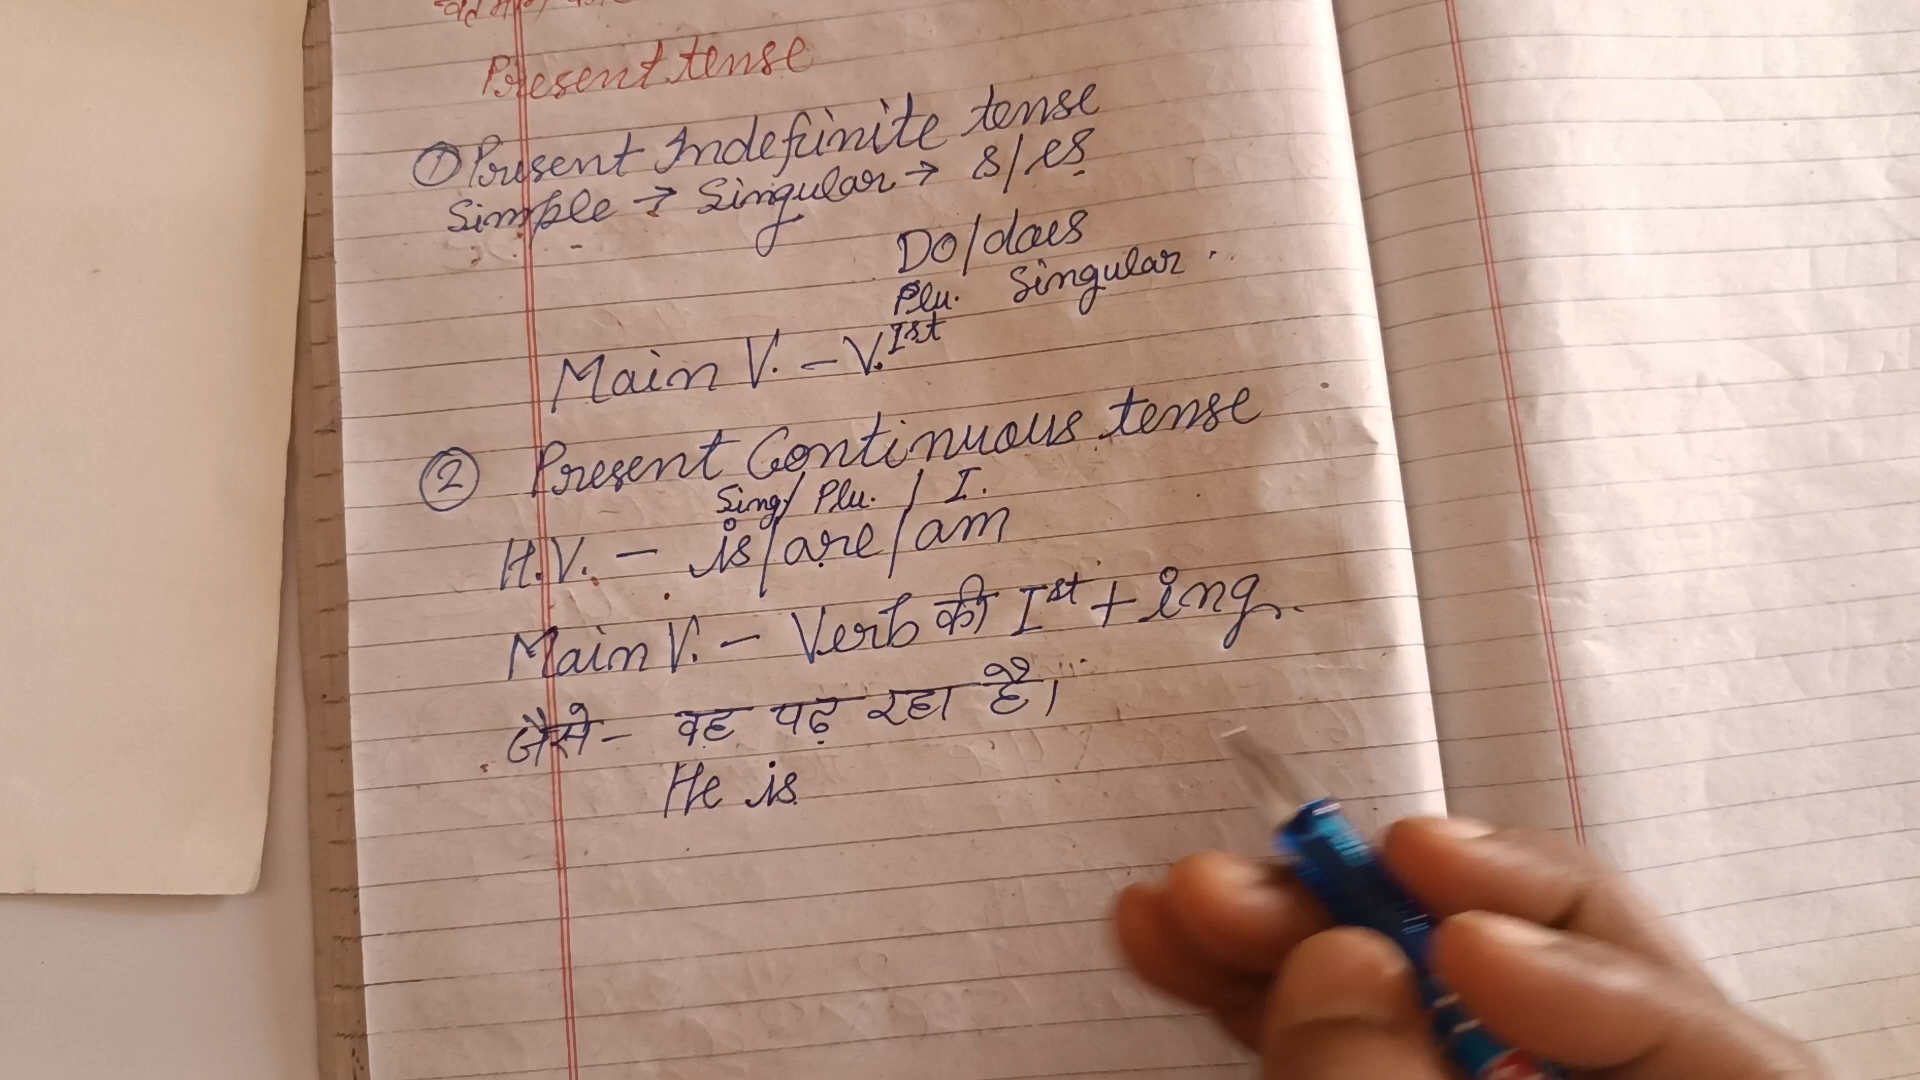 Present tense
① Present Indefinite tense
Simple → Singular → s/es
Do/does
Plu. Singular
Main V. – V.Ist
② Present Continuous tense
Sing/ Plu. / I.
H.V. – is/are/am
Main V. – Verb की Ist + ing.
जैसे– वह पढ़ रहा है।
He is